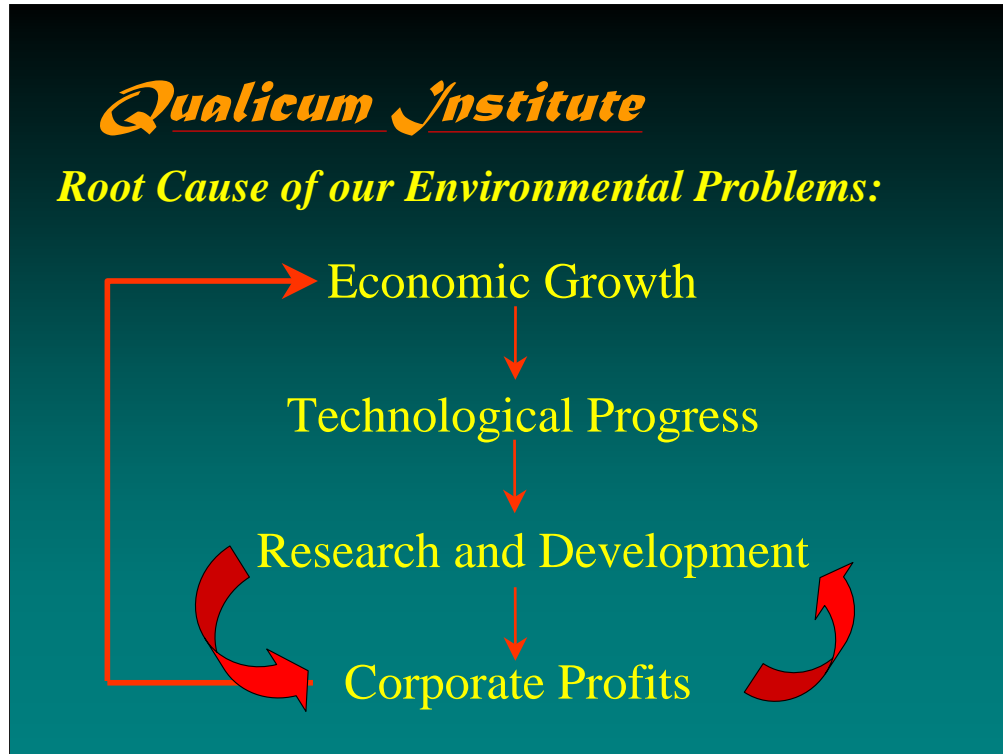 Qualicum Institute
Root Cause of our Environmental Problems:
Economic Growth
Technological Progress
Research and Development
Corporate Profits